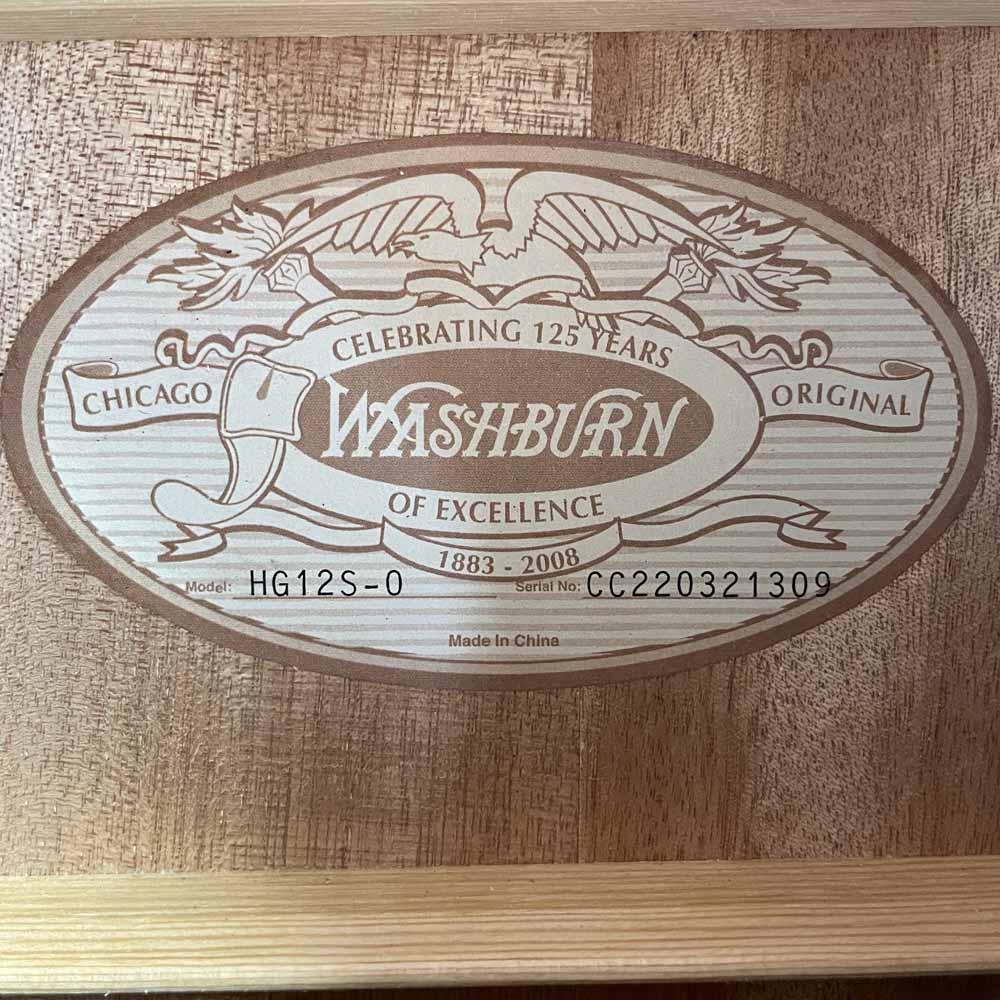 CELEBRATING 125 YEARS
CHICAGO
WASHBURN
ORIGINAL
OF EXCELLENCE
1883 - 2008
Model: HG12S-O Serial No: CC220321309
Made In China